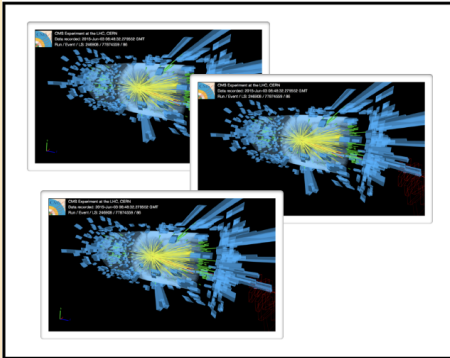 CMS Experiment at the LHC, CERN
Data recorded: 2015-Jun-03 08:48:32.279552 GMT
Run / Event / LS: 246908 / 77874559 / 86
CMS Experiment at the LHC, CERN
Data recorded: 2015-Jun-03 08:48:32.279552 GMT
Run / Event / LS: 246908 / 77874559 / 86
CMS Experiment at the LHC, CERN
Data recorded: 2015-Jun-03 08:48:32.279552 GMT
Run / Event / LS: 246908 / 77874559 / 86